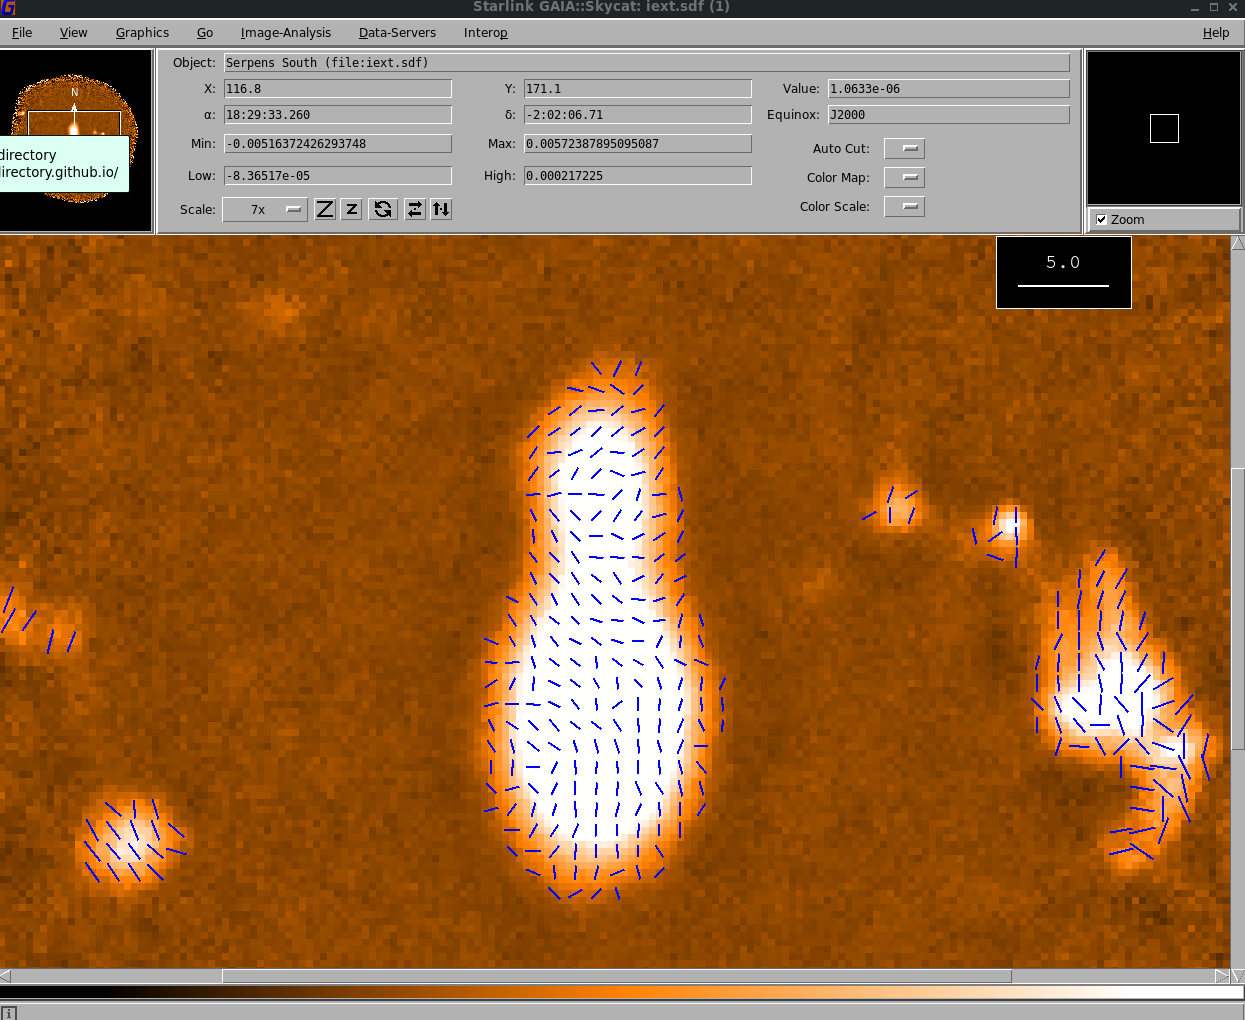 Starlink GAIA::Skycat: iext.sdf (1)
File View Graphics Go Image-Analysis Data-Servers Interop Help
Object: Serpens South (file:iext.sdf)
X: 116.8 Y: 171.1 Value: 1.0633e-06
α: 18:29:33.260 δ: -2:02:06.71 Equinox: J2000
Min: -0.00516372426293748 Max: 0.00572387895095087 Auto Cut:
Low: -8.36517e-05 High: 0.000217225 Color Map:
Scale: 7x Z z Color Scale:
N
directory
directory.github.io/
Zoom
5.0